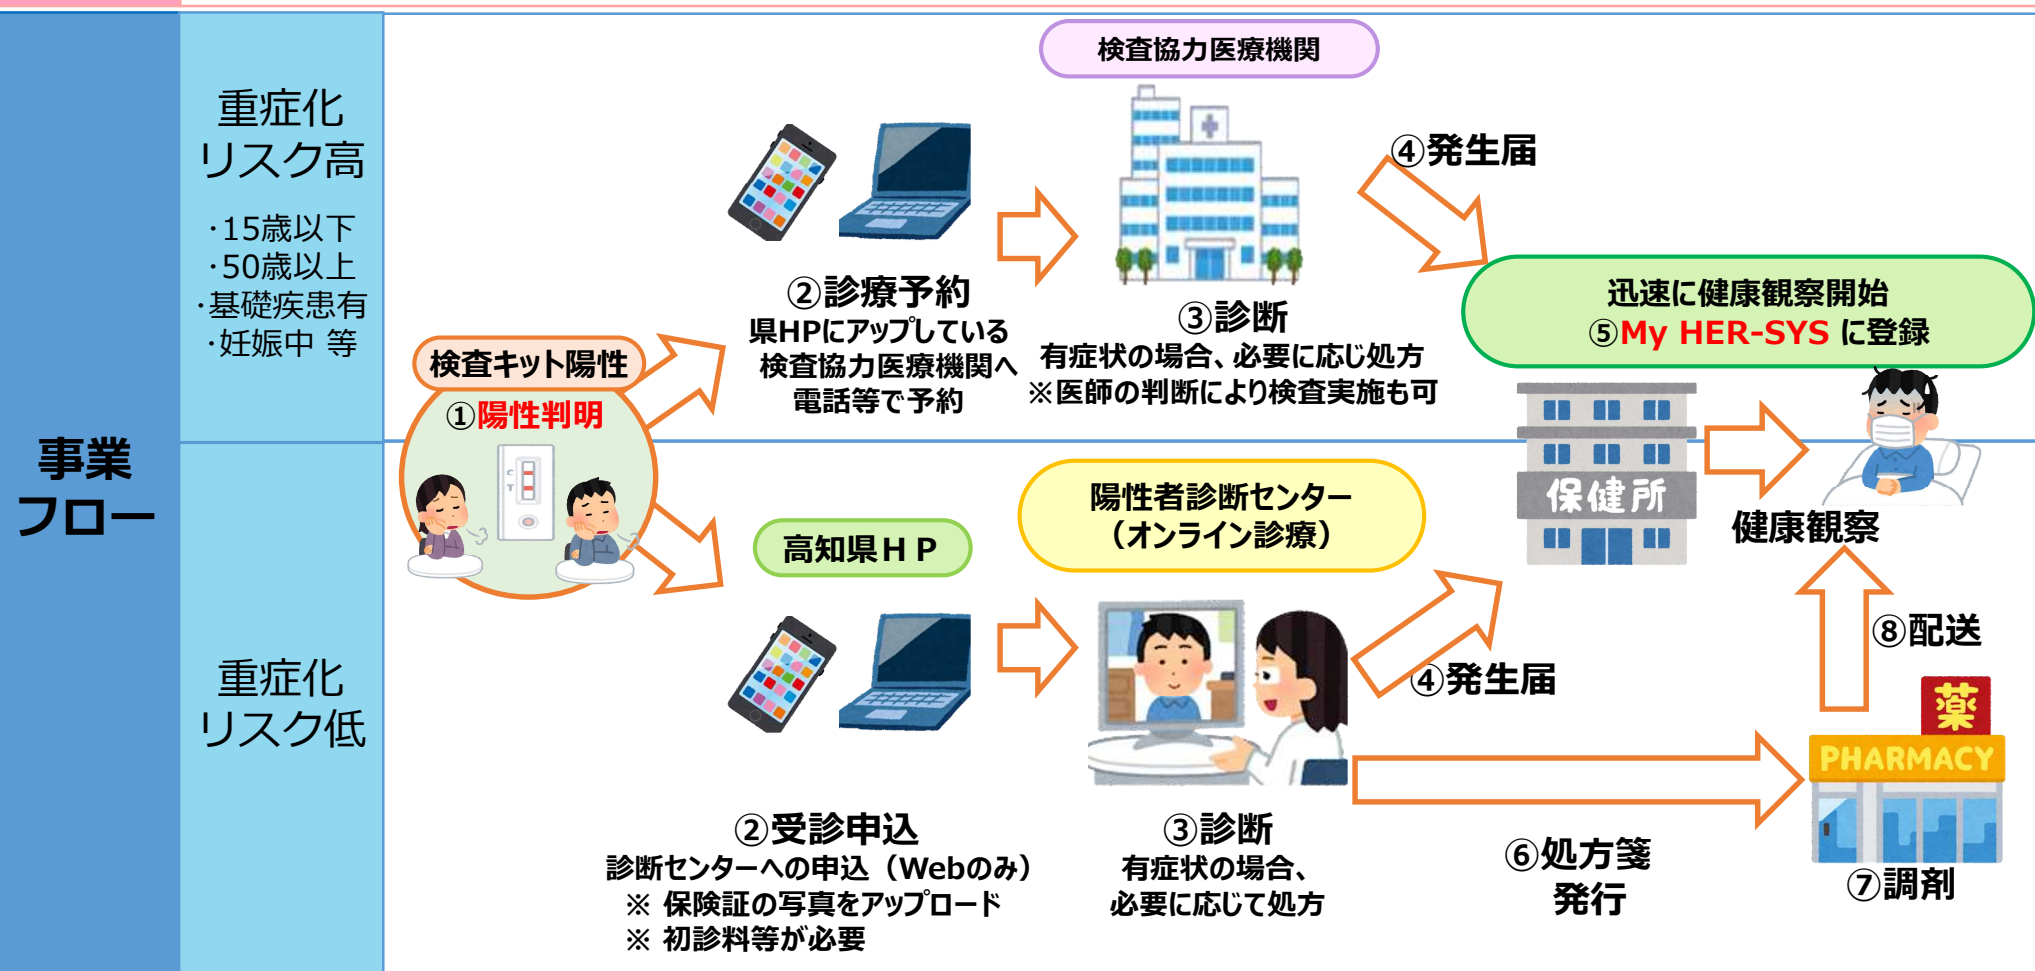 事業
フロー
重症化
リスク高
・15歳以下
・50歳以上
・基礎疾患有
・妊娠中 等
重症化
リスク低
検査キット陽性
①陽性判明
C
T
②診療予約
県HPにアップしている
検査協力医療機関へ
電話等で予約
検査協力医療機関
③診断
有症状の場合、必要に応じ処方
※医師の判断により検査実施も可
④発生届
迅速に健康観察開始
⑤My HER-SYS に登録
保健所
健康観察
高知県ＨＰ
②受診申込
診断センターへの申込（Webのみ）
※ 保険証の写真をアップロード
※ 初診料等が必要
陽性者診断センター
（オンライン診療）
③診断
有症状の場合、
必要に応じて処方
④発生届
⑥処方箋
発行
薬
PHARMACY
⑦調剤
⑧配送